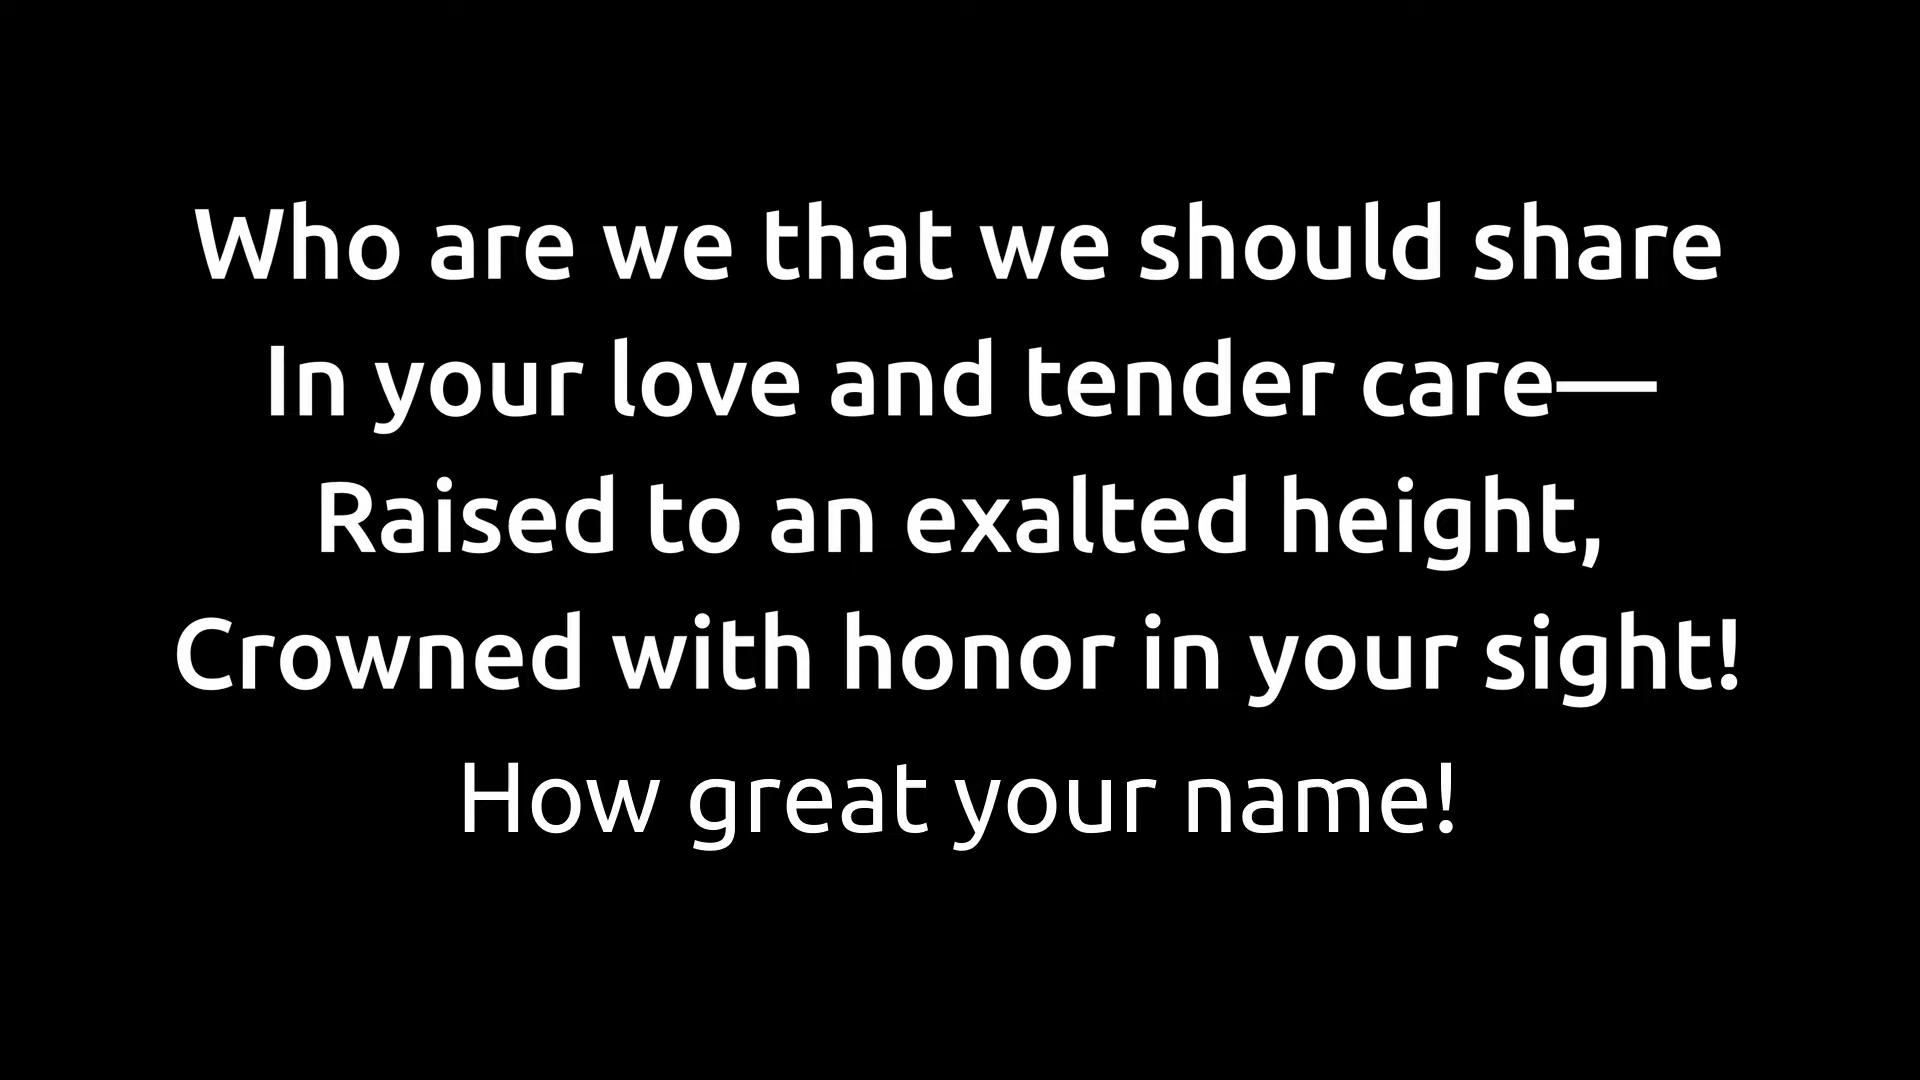 Who are we that we should share
In your love and tender care—
Raised to an exalted height,
Crowned with honor in your sight!
How great your name!